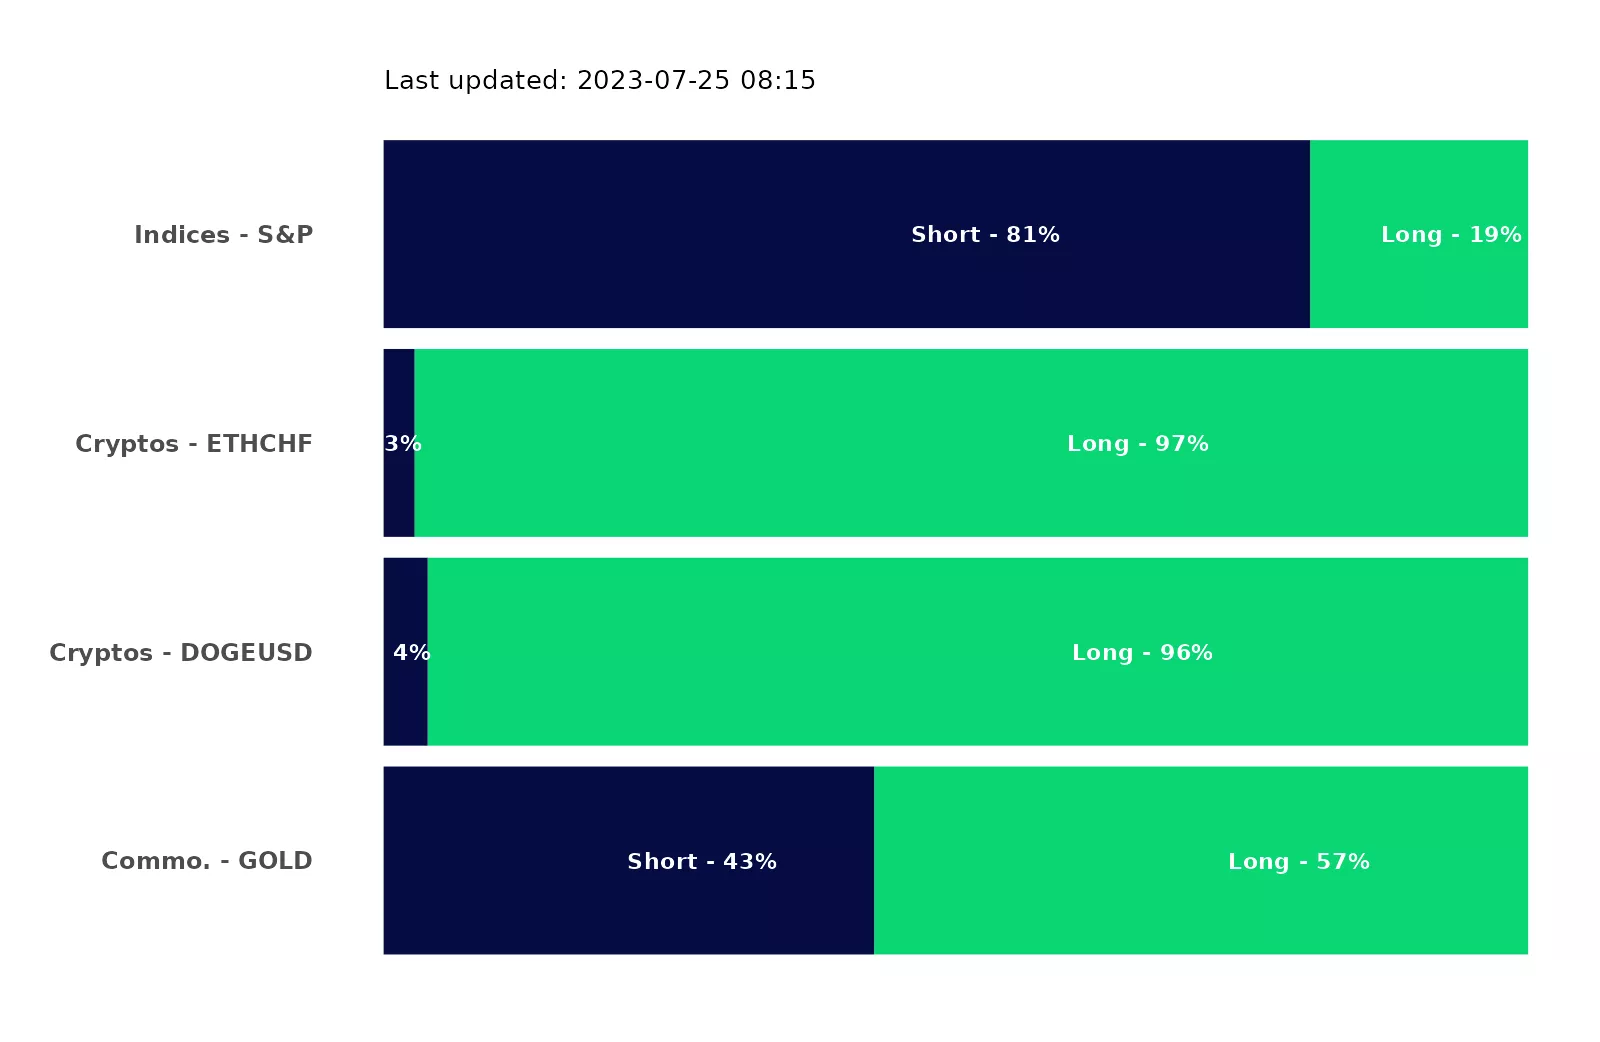 Last updated: 2023-07-25 08:15
Indices - S&P Short - 81% Long - 19%
Cryptos - ETHCHF 3% Long - 97%
Cryptos - DOGEUSD 4% Long - 96%
Commo. - GOLD Short - 43% Long - 57%